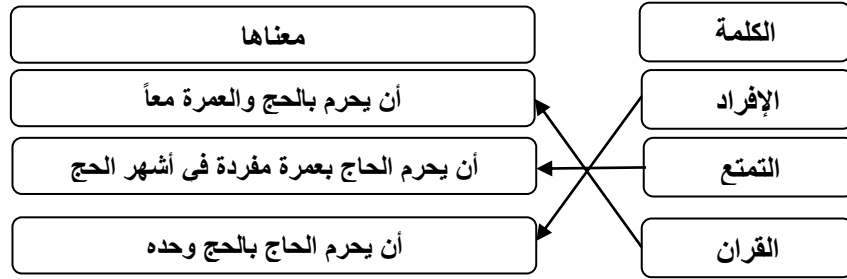 الكلمة
معناها
الإفراد
أن يحرم بالحج والعمرة معاً
التمتع
أن يحرم الحاج بعمرة مفردة في أشهر الحج
القران
أن يحرم الحاج بالحج وحده